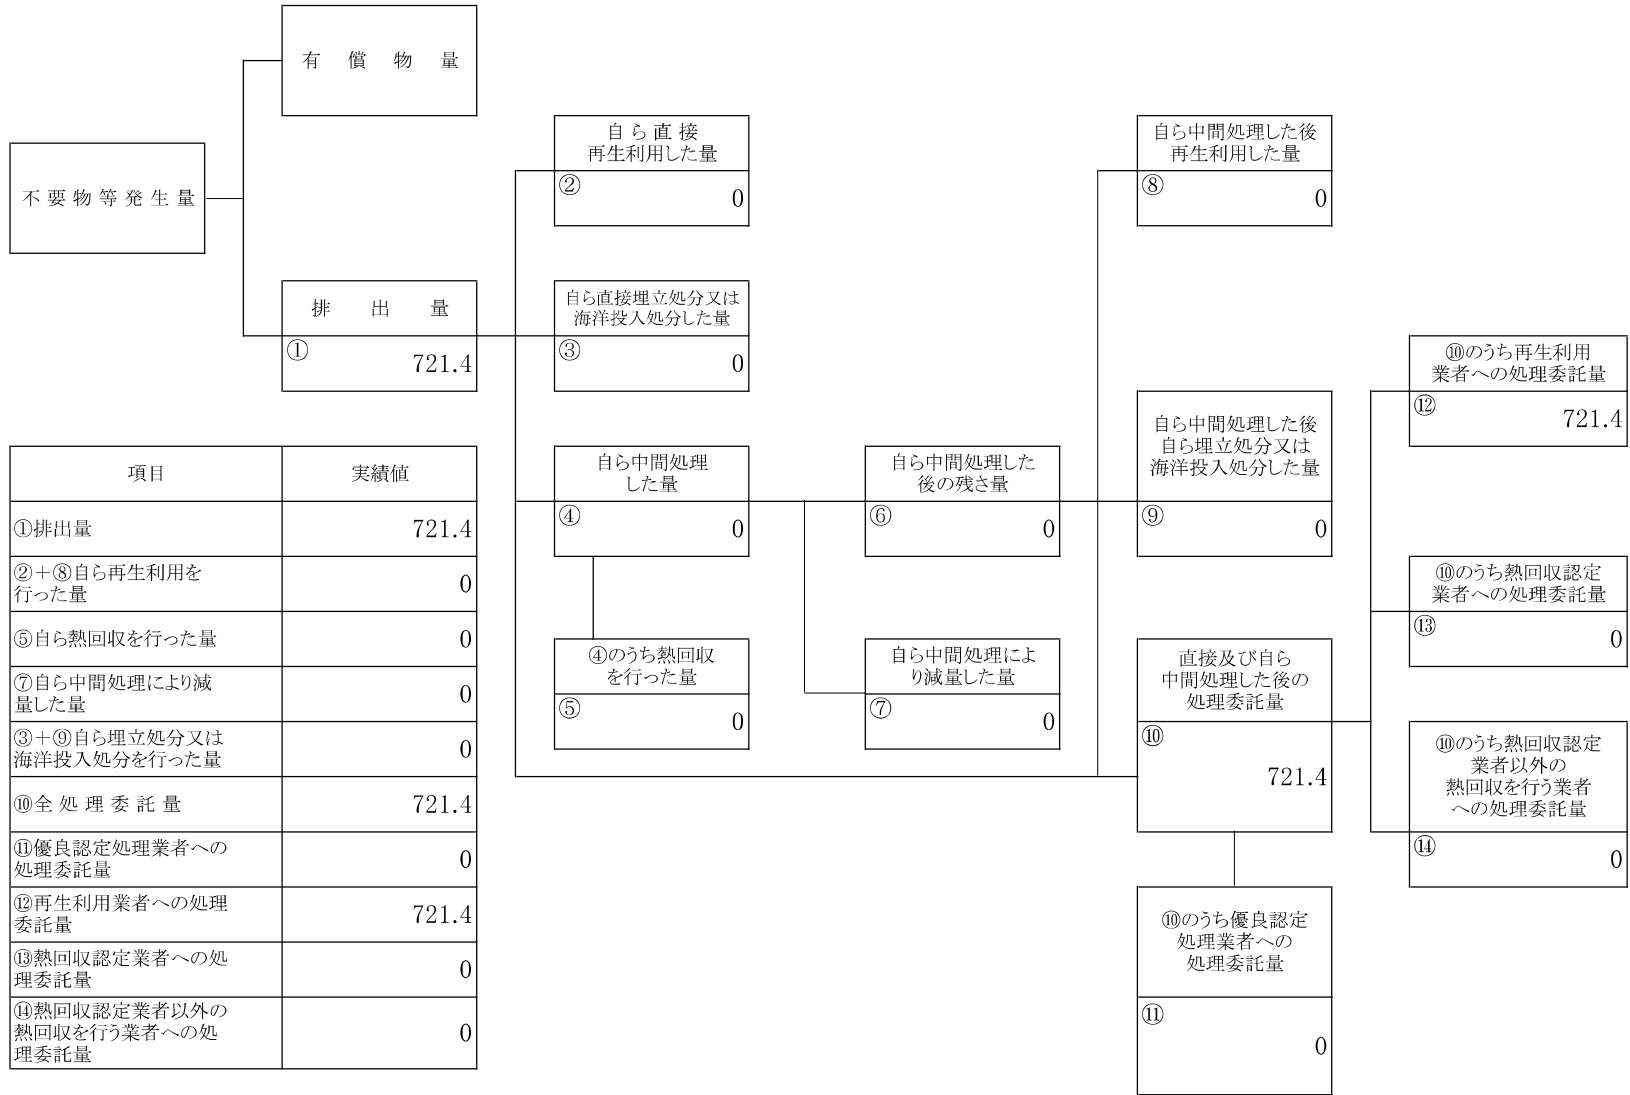 有償物量
不要物等発生量
排出量
①
721.4
自ら直接
再生利用した量
②
0
自ら直接埋立処分又は
海洋投入処分した量
③
0
自ら中間処理
した量
④
0
④のうち熱回収
を行った量
⑤
0
自ら中間処理した
後の残さ量
⑥
0
自ら中間処理によ
り減量した量
⑦
0
自ら中間処理した後
再生利用した量
⑧
0
自ら中間処理した後
自ら埋立処分又は
海洋投入処分した量
⑨
0
直接及び自ら
中間処理した後の
処理委託量
⑩
721.4
⑩のうち優良認定
処理業者への
処理委託量
⑪
0
⑩のうち再生利用
業者への処理委託量
⑫
721.4
⑩のうち熱回収認定
業者への処理委託量
⑬
0
⑩のうち熱回収認定
業者以外の
熱回収を行う業者
への処理委託量
⑭
0
項目 実績値
①排出量 721.4
②＋⑧自ら再生利用を
行った量 0
⑤自ら熱回収を行った量 0
⑦自ら中間処理により減
量した量 0
③＋⑨自ら埋立処分又は
海洋投入処分を行った量 0
⑩全処理委託量 721.4
⑪優良認定処理業者への
処理委託量 0
⑫再生利用業者への処理
委託量 721.4
⑬熱回収認定業者への処
理委託量 0
⑭熱回収認定業者以外の
熱回収を行う業者への処
理委託量 0